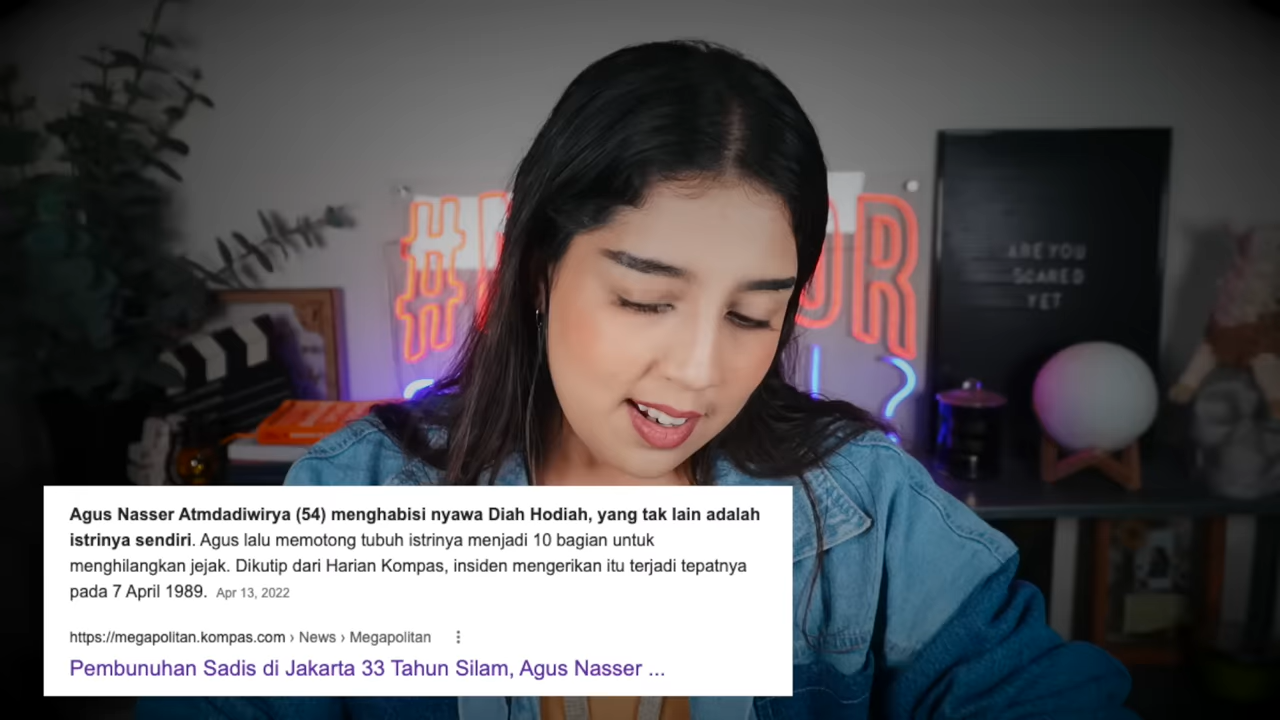 ARE YOU
SCARED
YET
Agus Nasser Atmdadiwirya (54) menghabisi nyawa Diah Hodiah, yang tak lain adalah
istrinya sendiri. Agus lalu memotong tubuh istrinya menjadi 10 bagian untuk
menghilangkan jejak. Dikutip dari Harian Kompas, insiden mengerikan itu terjadi tepatnya
pada 7 April 1989. Apr 13, 2022
https://megapolitan.kompas.com › News › Megapolitan
Pembunuhan Sadis di Jakarta 33 Tahun Silam, Agus Nasser ...